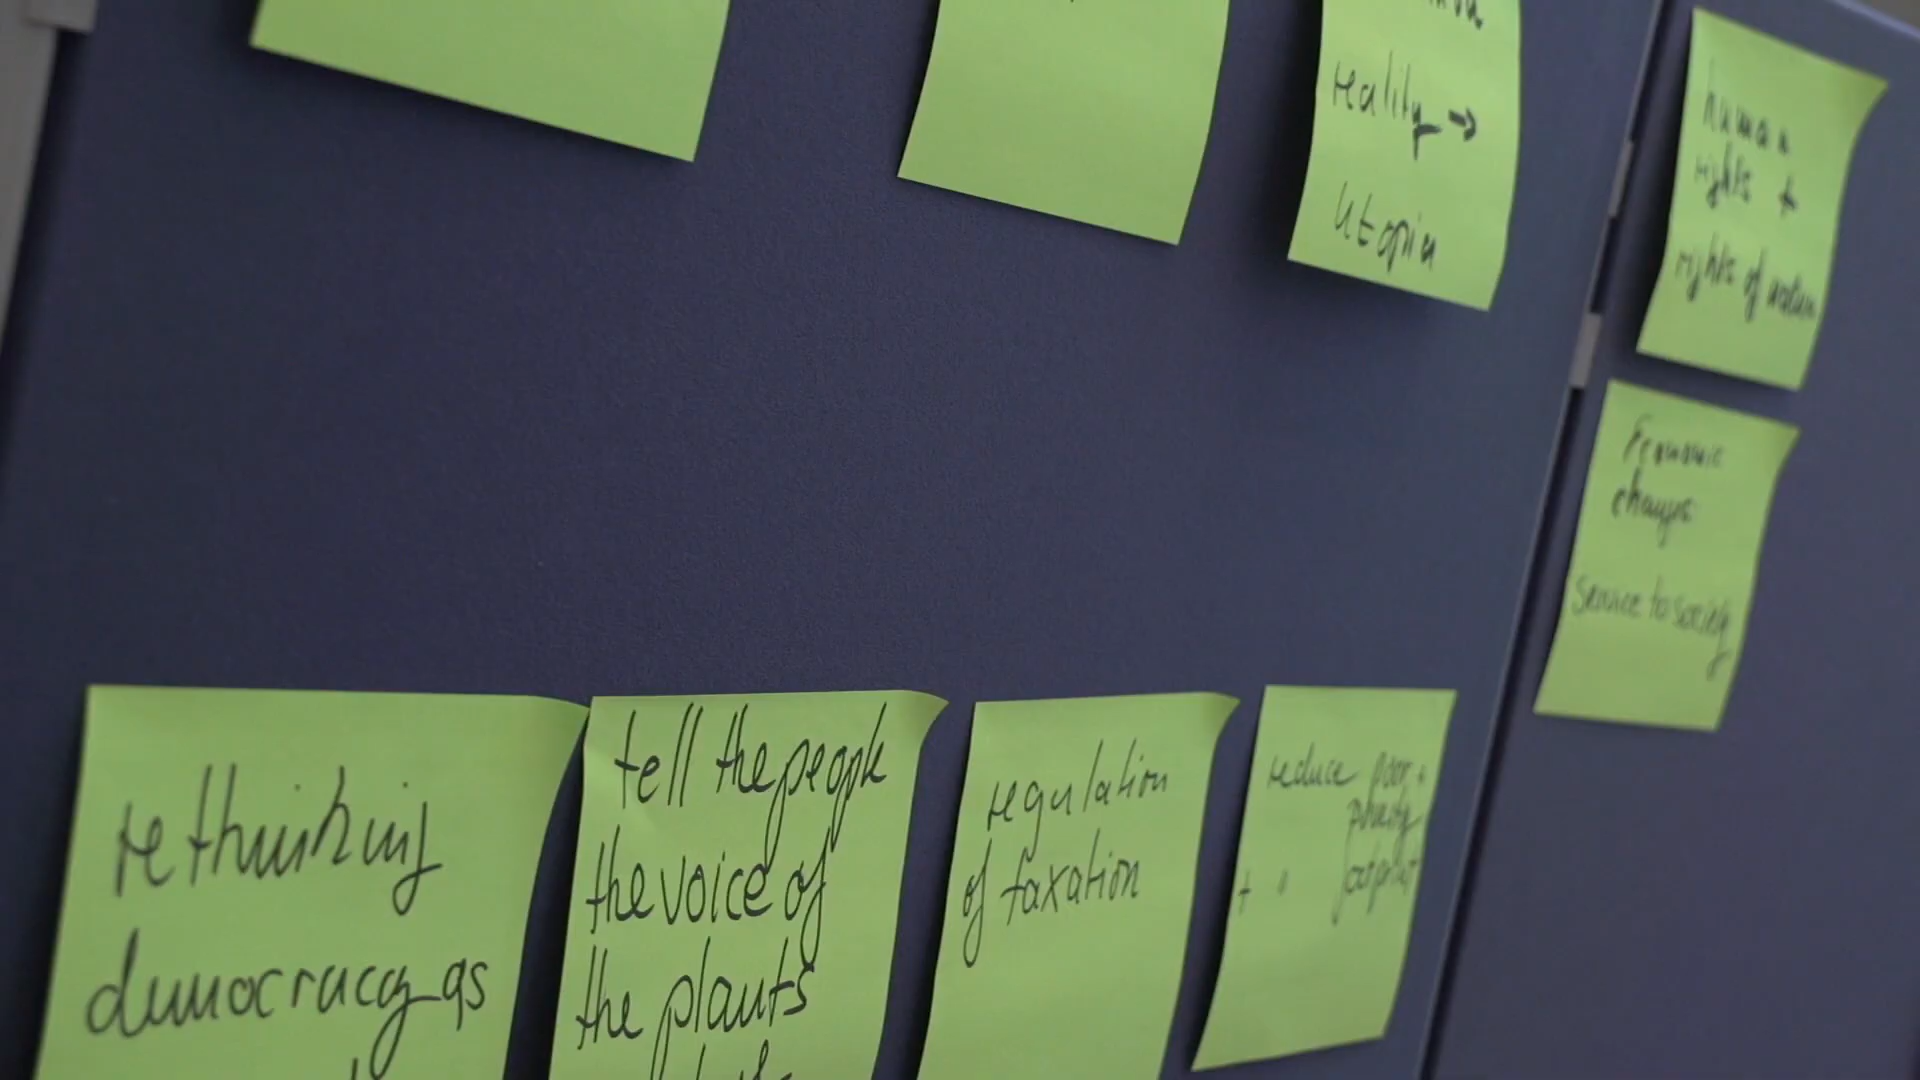 reality →
utopia
human
rights +
rights of nature
Economic
changes
Service to society
rethinking
democracy as
tell the people
the voice of
the plants
regulation
of taxation
reduce
+ "